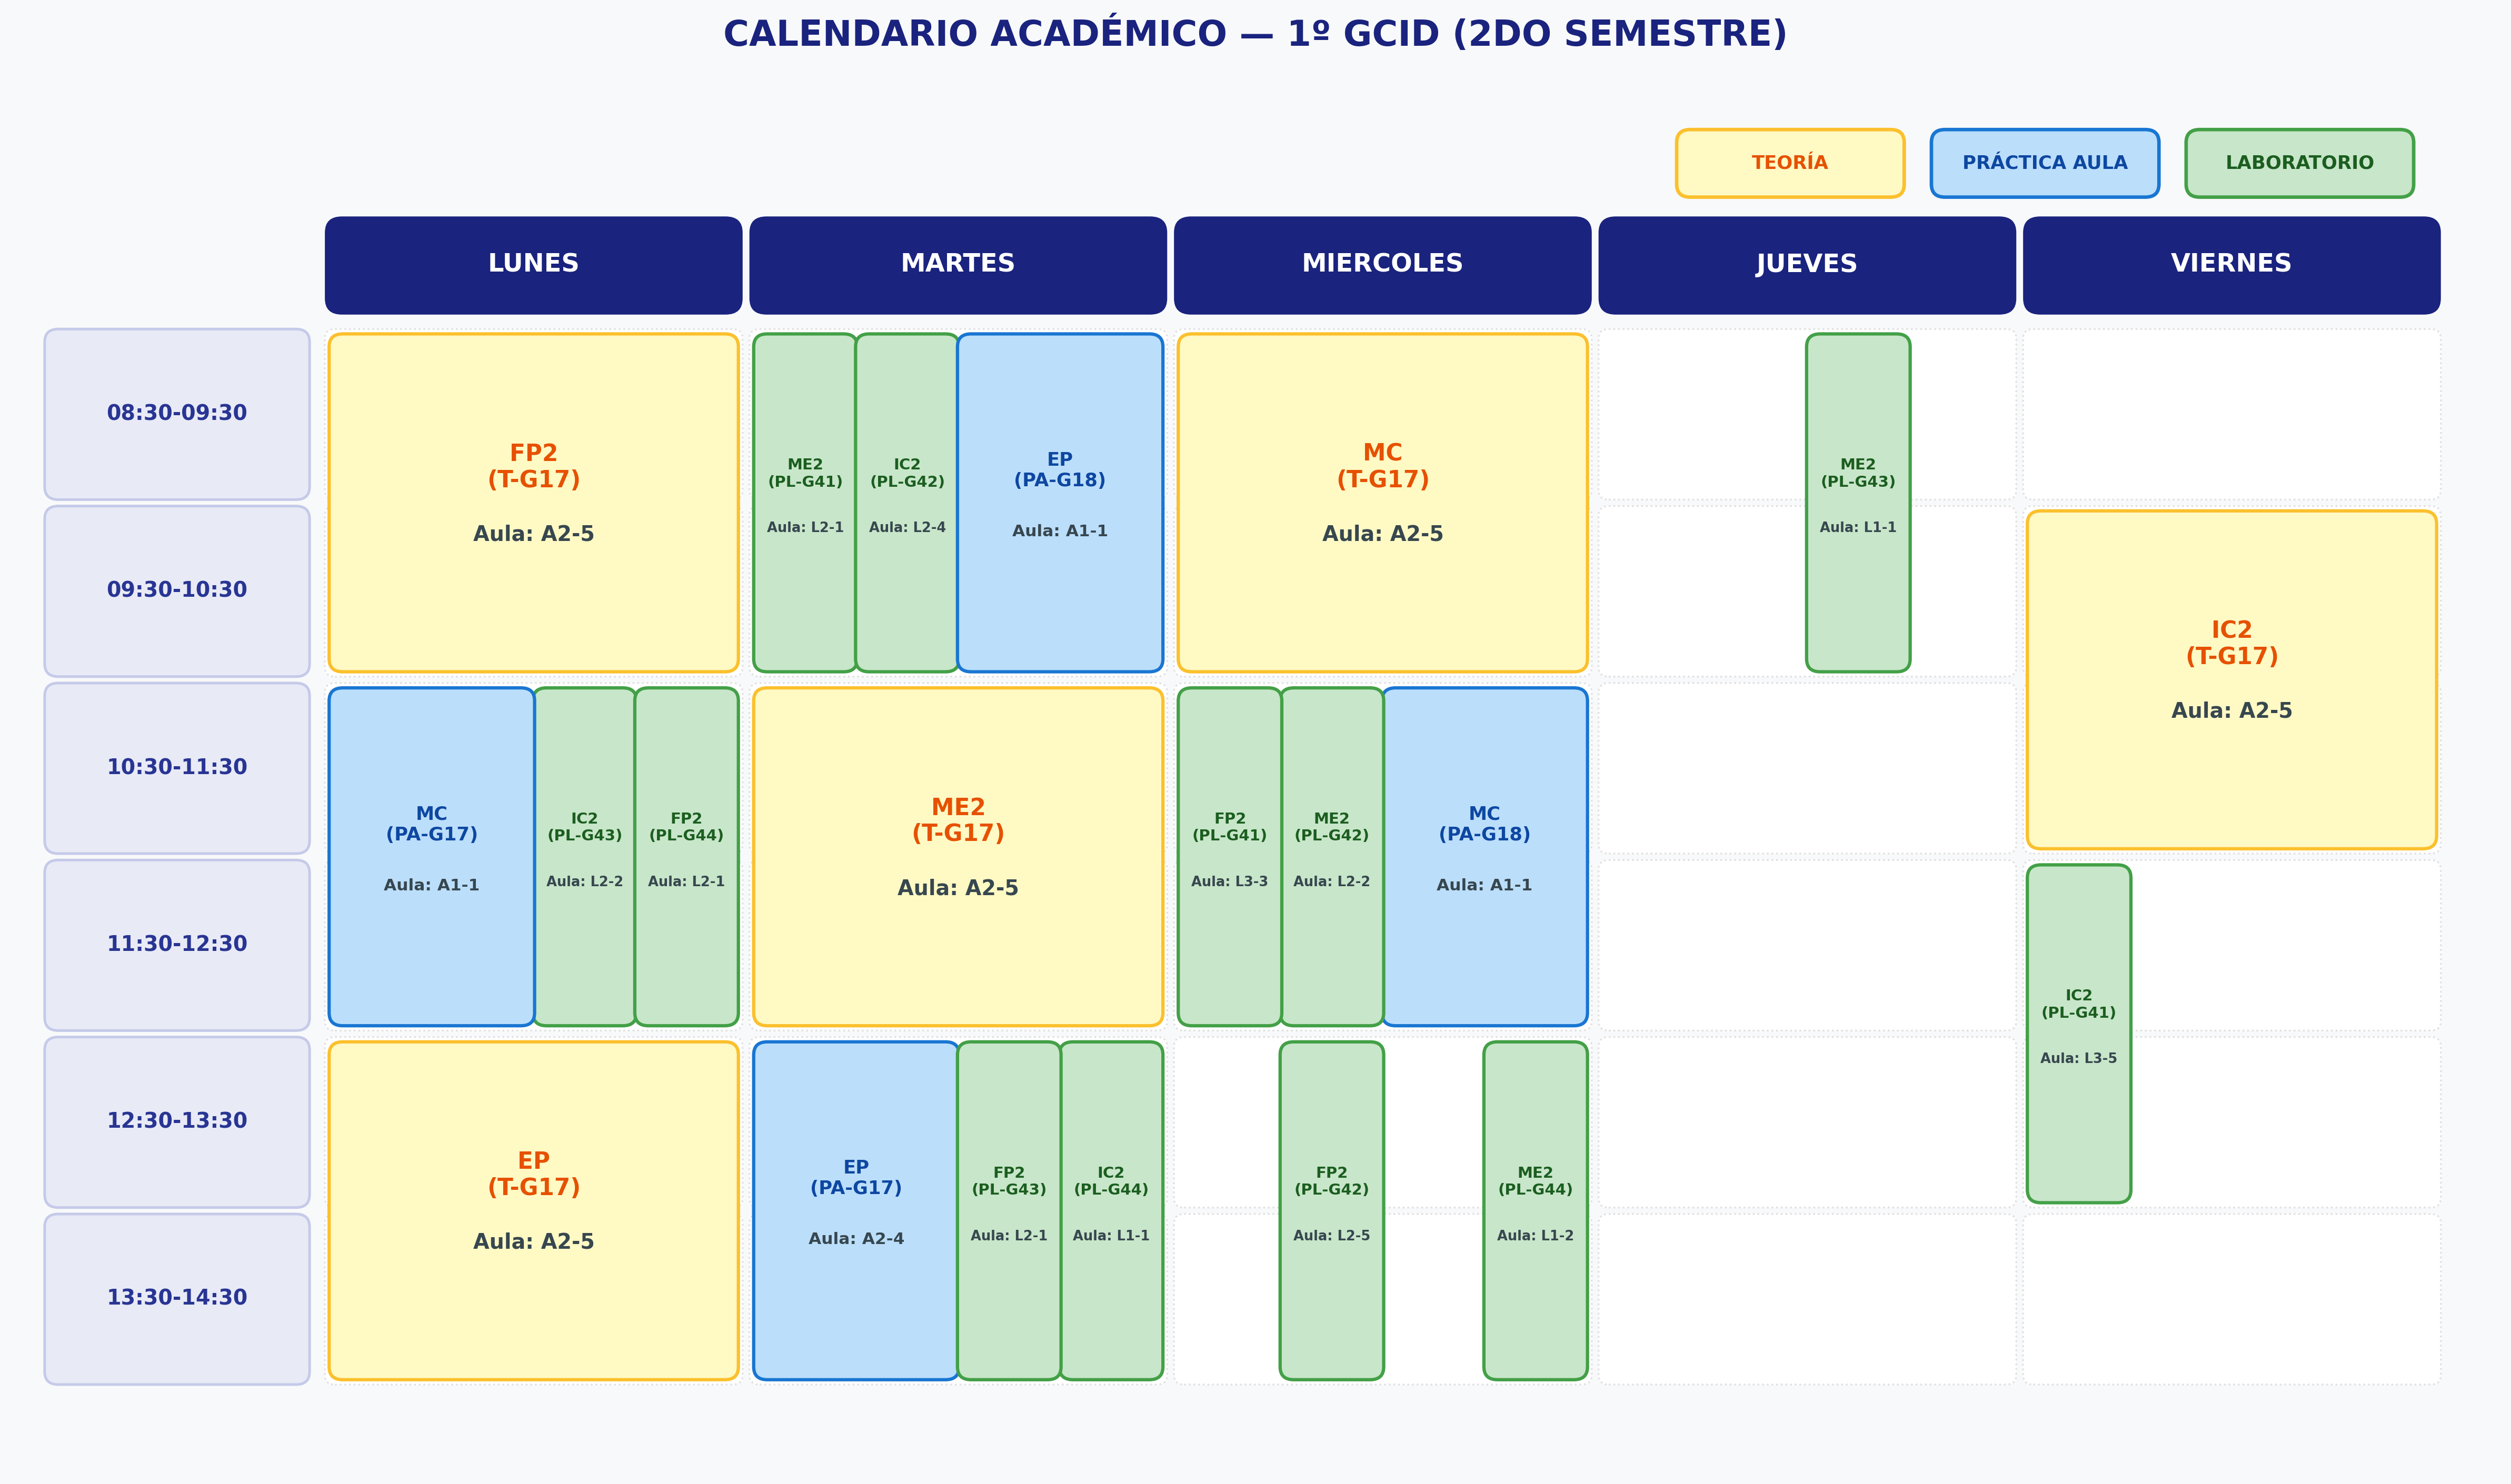 CALENDARIO ACADÉMICO — 1º GCID (2DO SEMESTRE)
TEORÍA
PRÁCTICA AULA
LABORATORIO
LUNES
MARTES
MIERCOLES
JUEVES
VIERNES
08:30-09:30
09:30-10:30
10:30-11:30
11:30-12:30
12:30-13:30
13:30-14:30
FP2
(T-G17)
Aula: A2-5
MC
(PA-G17)
Aula: A1-1
IC2
(PL-G43)
Aula: L2-2
FP2
(PL-G44)
Aula: L2-1
EP
(T-G17)
Aula: A2-5
ME2
(PL-G41)
Aula: L2-1
IC2
(PL-G42)
Aula: L2-4
EP
(PA-G18)
Aula: A1-1
ME2
(T-G17)
Aula: A2-5
EP
(PA-G17)
Aula: A2-4
FP2
(PL-G43)
Aula: L2-1
IC2
(PL-G44)
Aula: L1-1
MC
(T-G17)
Aula: A2-5
FP2
(PL-G41)
Aula: L3-3
ME2
(PL-G42)
Aula: L2-2
MC
(PA-G18)
Aula: A1-1
FP2
(PL-G42)
Aula: L2-5
ME2
(PL-G44)
Aula: L1-2
ME2
(PL-G43)
Aula: L1-1
IC2
(T-G17)
Aula: A2-5
IC2
(PL-G41)
Aula: L3-5